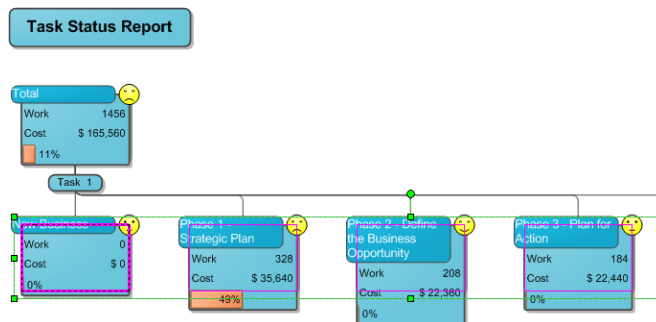 Task Status Report
Total
Work 1456
Cost $ 165,560
11%
Task 1
New Business
Work 0
Cost $ 0
0%
Phase 1 -
Strategic Plan
Work 328
Cost $ 35,640
49%
Phase 2 - Define
the Business
Opportunity
Work 208
Cost $ 22,360
0%
Phase 3 - Plan for
Action
Work 184
Cost $ 22,440
0%